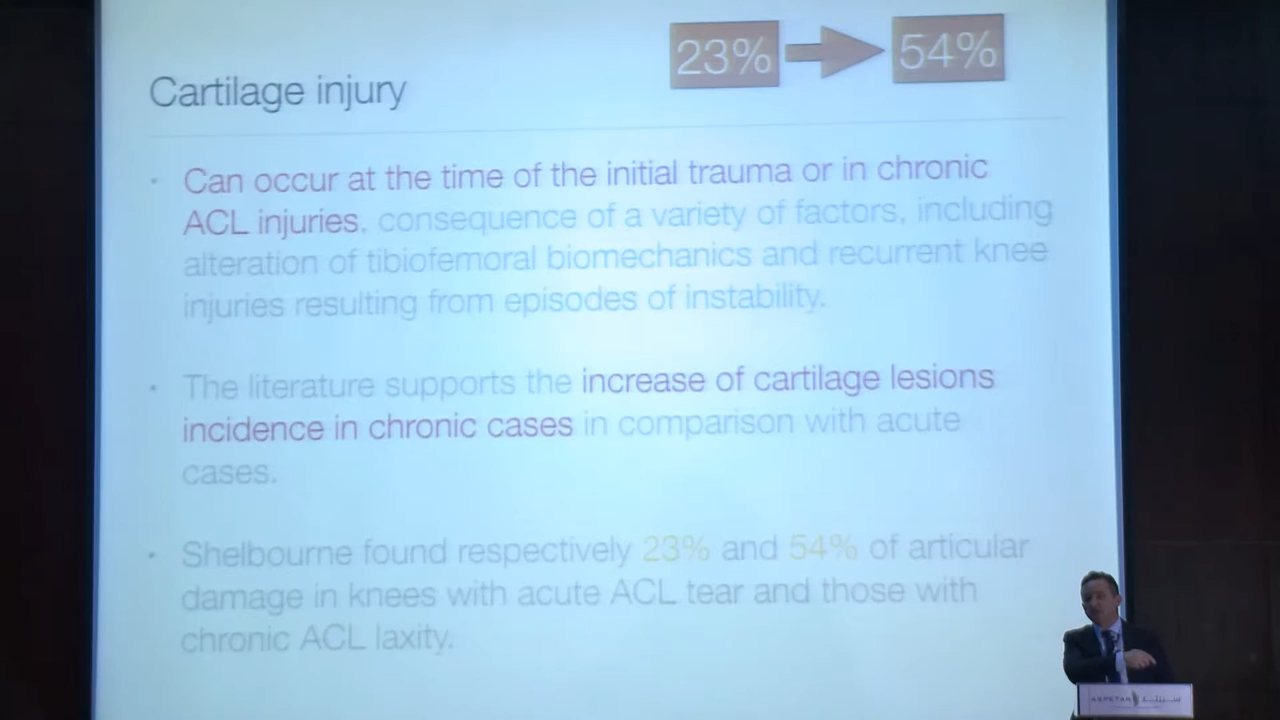 23% 54%
Cartilage injury
Can occur at the time of the initial trauma or in chronic
ACL injuries, consequence of a variety of factors, including
alteration of tibiofemoral biomechanics and recurrent knee
injuries resulting from episodes of instability.
The literature supports the increase of cartilage lesions
incidence in chronic cases in comparison with acute
cases.
Shelbourne found respectively 23% and 54% of articular
damage in knees with acute ACL tear and those with
chronic ACL laxity.
ASPETAR سبيتار